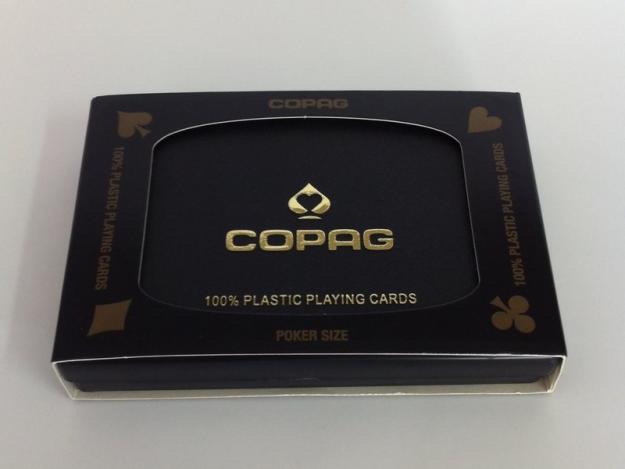 COPAG
100% PLASTIC PLAYING CARDS
100% PLASTIC PLAYING CARDS
COPAG
100% PLASTIC PLAYING CARDS
POKER SIZE